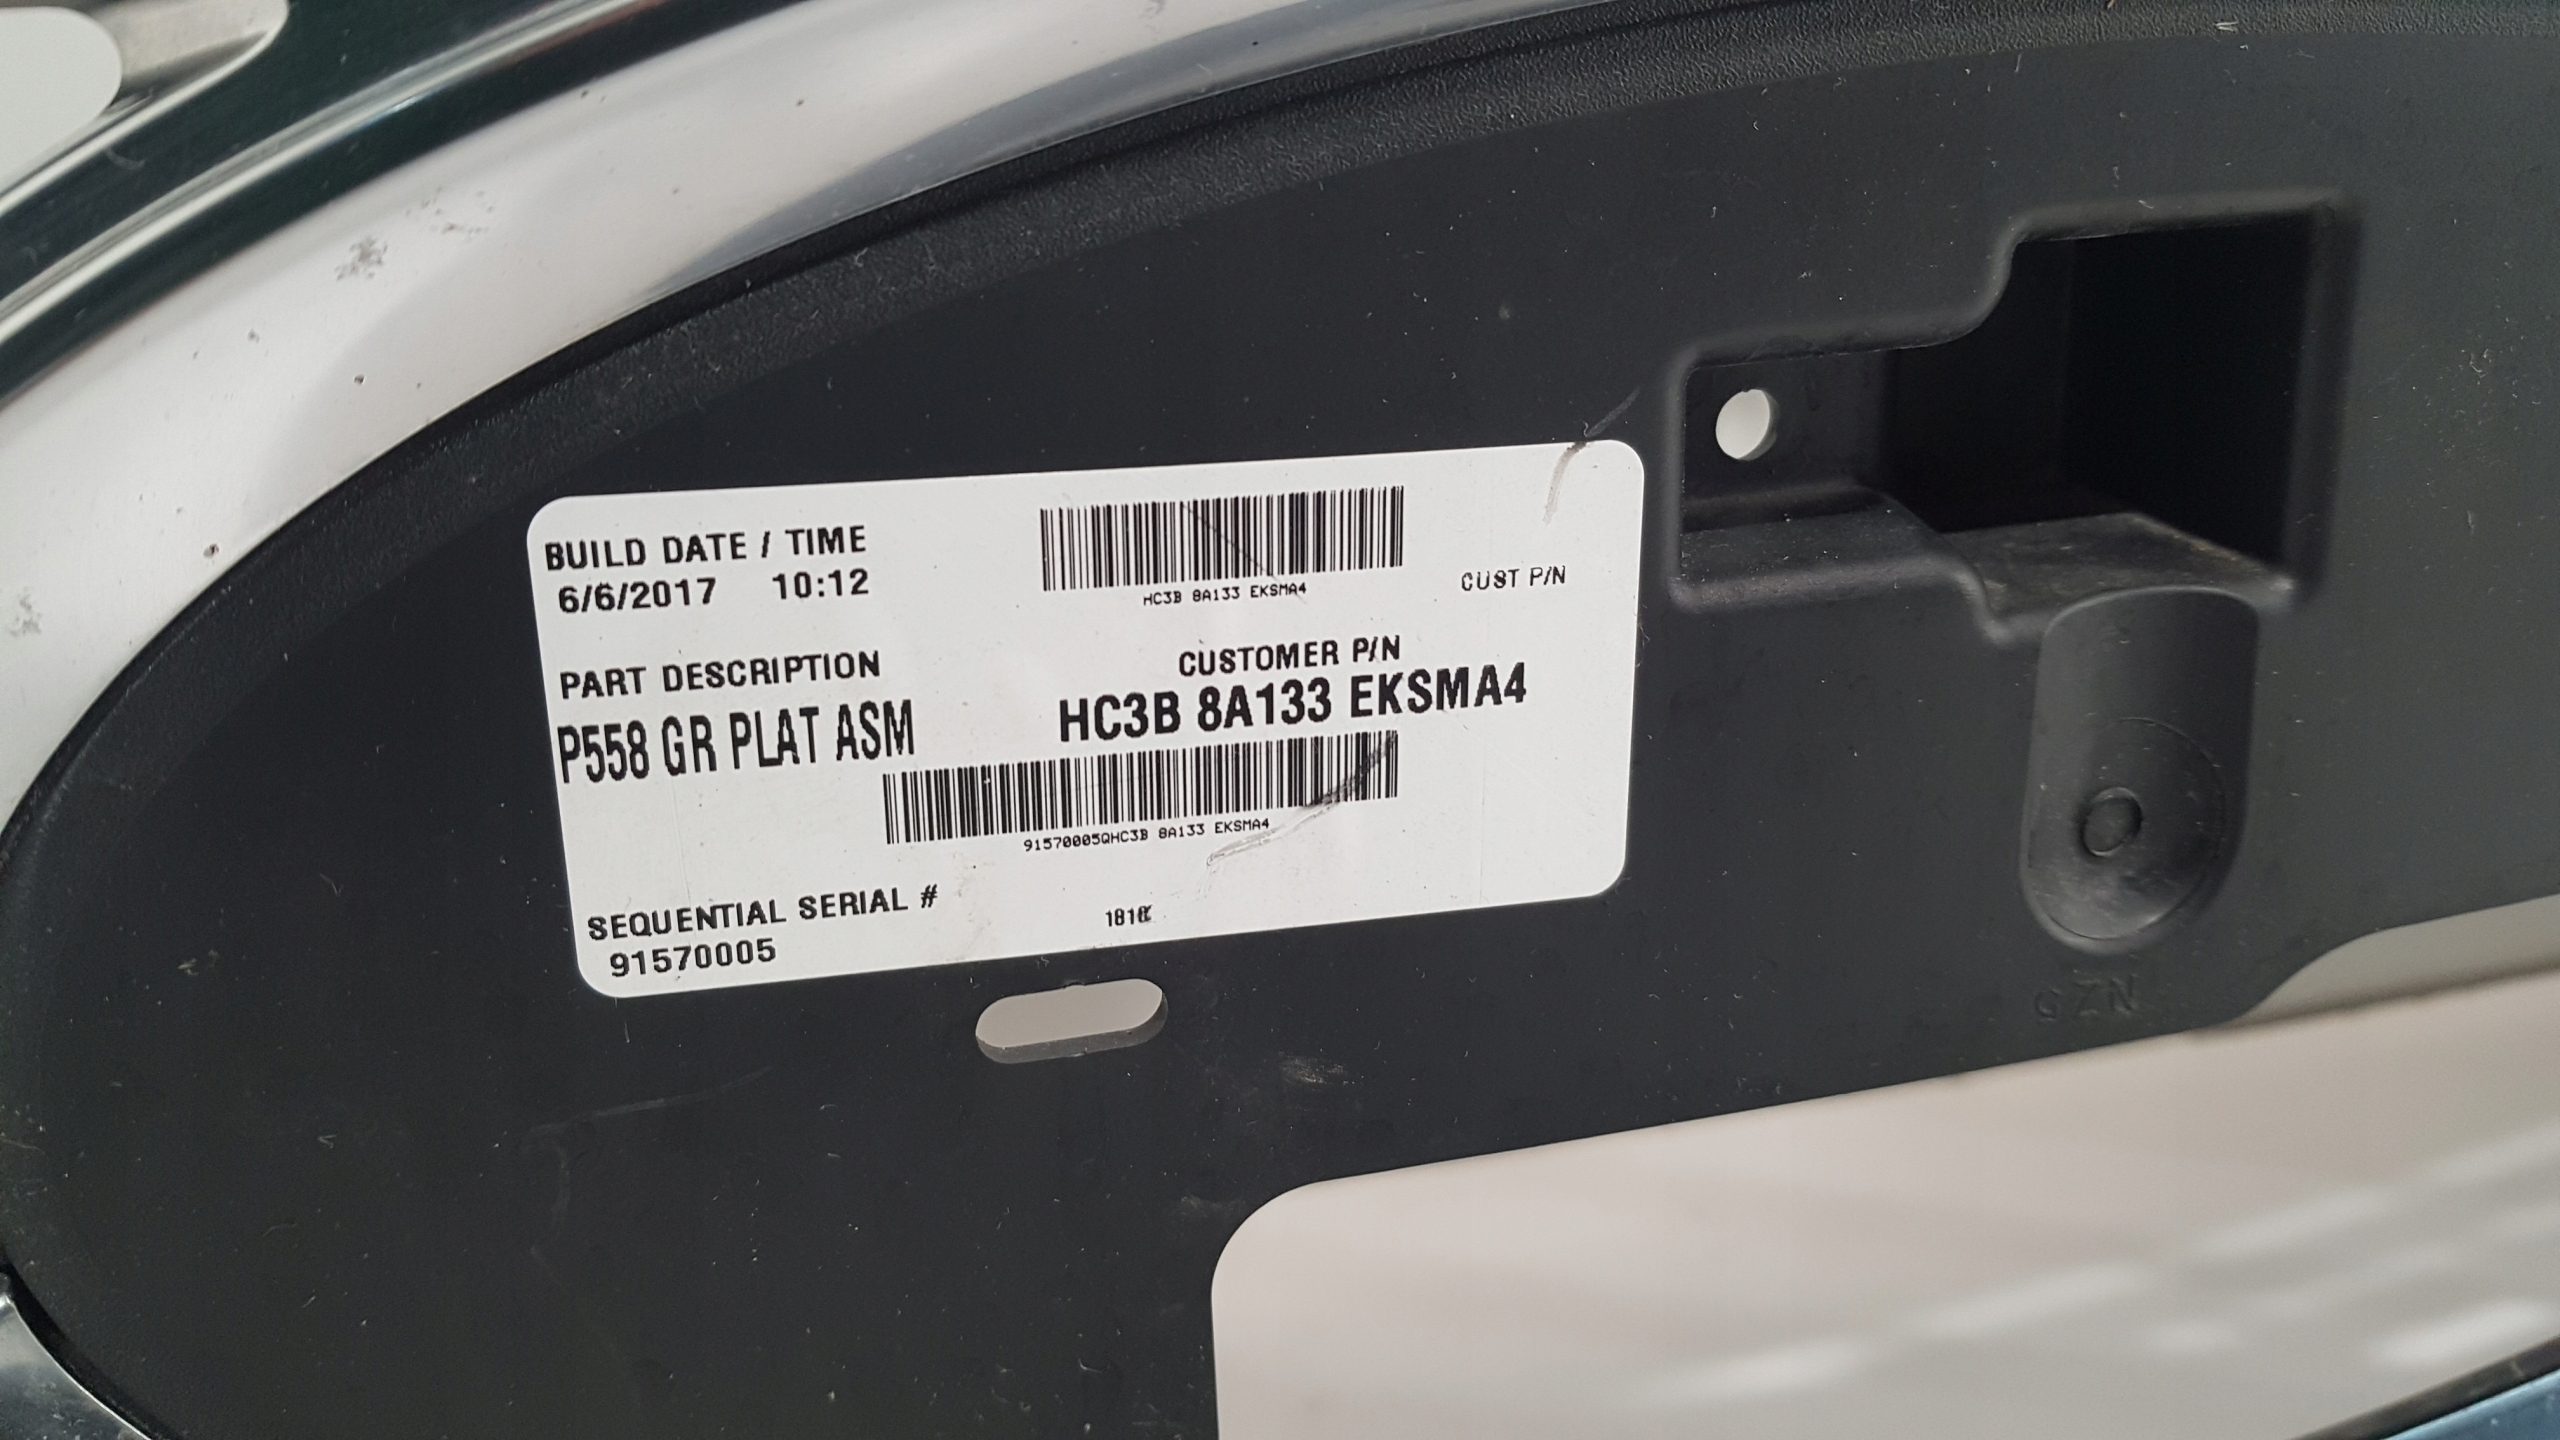 BUILD DATE / TIME
6/6/2017 10:12
HC3B 8A133 EKSMA4
CUST P/N
PART DESCRIPTION
P558 GR PLAT ASM
CUSTOMER P/N
HC3B 8A133 EKSMA4
91570005QHC3B 8A133 EKSMA4
SEQUENTIAL SERIAL #
91570005
GZN